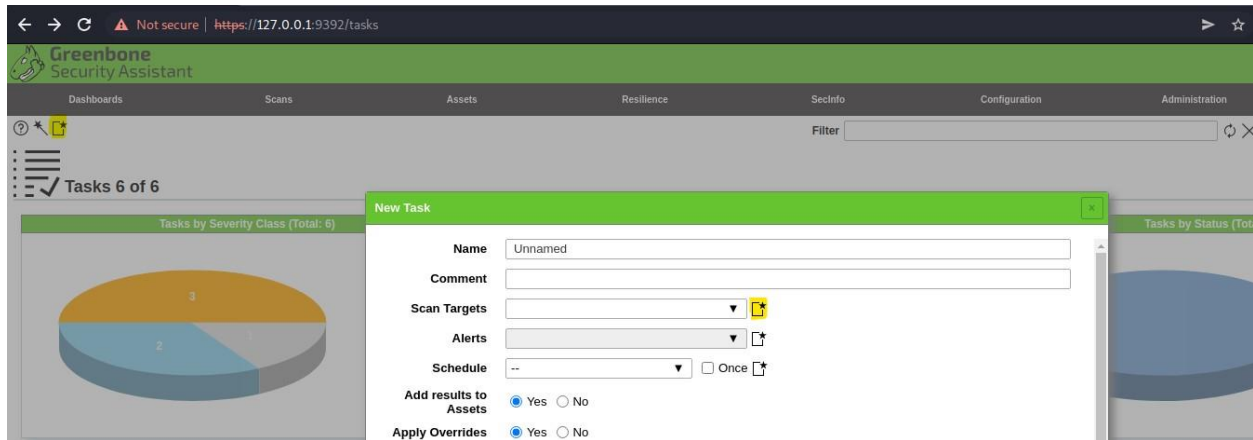 Not secure | https://127.0.0.1:9392/tasks
Greenbone
Security Assistant
Dashboards Scans Assets Resilience SecInfo Configuration Administration
Filter
Tasks 6 of 6
New Task
Tasks by Severity Class (Total: 6)
Tasks by Status (Tot
Name Unnamed
Comment
Scan Targets
Alerts
Schedule -- Once
Add results to
Assets
Yes No
Apply Overrides Yes No
3
2
1